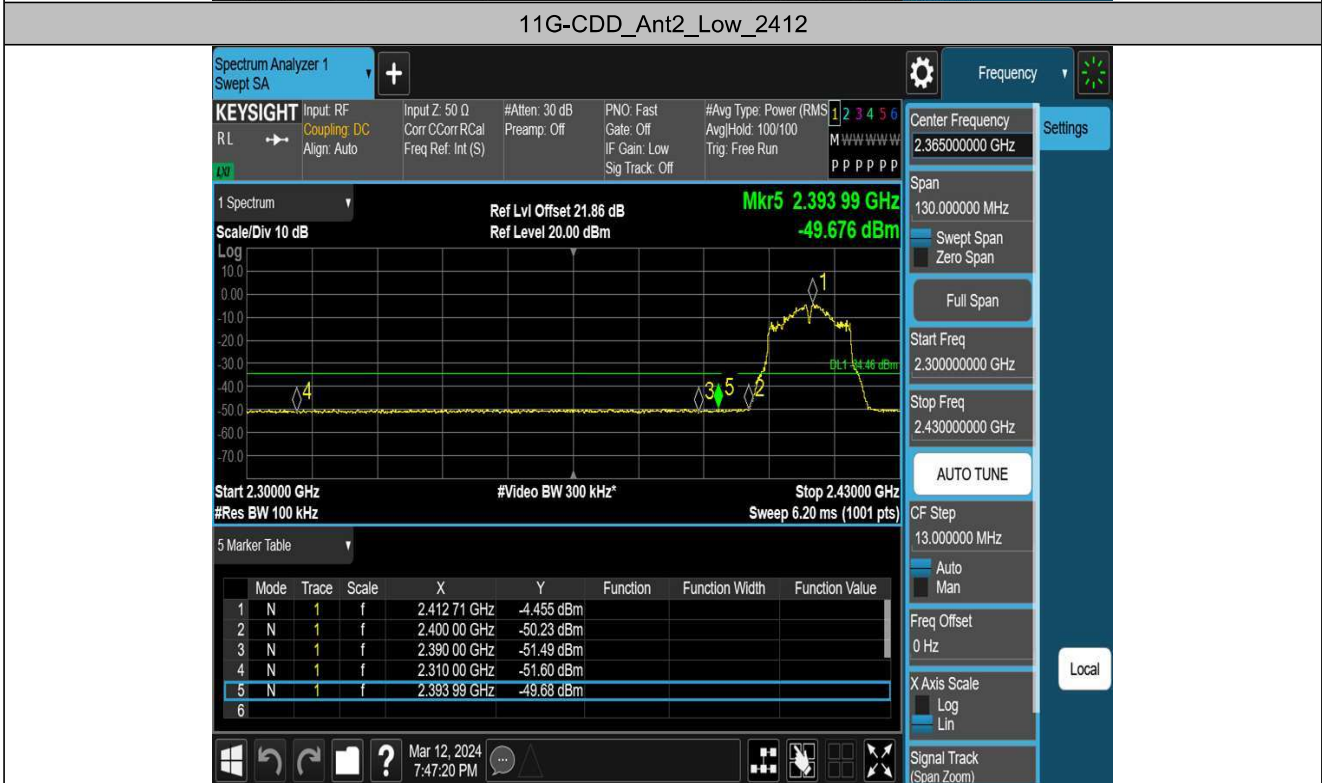 11G-CDD_Ant2_Low_2412
Spectrum Analyzer 1
Swept SA
+
Frequency
KEYSIGHT
RL
LXI
Input: RF
Coupling: DC
Align: Auto
Input Z: 50 Ω
Corr CCorr RCal
Freq Ref: Int (S)
#Atten: 30 dB
Preamp: Off
PNO: Fast
Gate: Off
IF Gain: Low
Sig Track: Off
#Avg Type: Power (RMS
Avg|Hold: 100/100
Trig: Free Run
1 2 3 4 5 6
M W W W W W
P P P P P P
1 Spectrum
Scale/Div 10 dB
Ref Lvl Offset 21.86 dB
Ref Level 20.00 dBm
Mkr5 2.393 99 GHz
-49.676 dBm
Log
10.0
0.00
-10.0
-20.0
-30.0
-40.0
-50.0
-60.0
-70.0
1
DL1 -34.46 dBm
4
3
5
2
Start 2.30000 GHz
#Video BW 300 kHz*
Stop 2.43000 GHz
#Res BW 100 kHz
Sweep 6.20 ms (1001 pts)
5 Marker Table
Mode Trace Scale X Y Function Function Width Function Value
1 N 1 f 2.412 71 GHz -4.455 dBm
2 N 1 f 2.400 00 GHz -50.23 dBm
3 N 1 f 2.390 00 GHz -51.49 dBm
4 N 1 f 2.310 00 GHz -51.60 dBm
5 N 1 f 2.393 99 GHz -49.68 dBm
6
?
Mar 12, 2024
7:47:20 PM
Center Frequency
2.365000000 GHz
Settings
Span
130.000000 MHz
Swept Span
Zero Span
Full Span
Start Freq
2.300000000 GHz
Stop Freq
2.430000000 GHz
AUTO TUNE
CF Step
13.000000 MHz
Auto
Man
Freq Offset
0 Hz
Local
X Axis Scale
Log
Lin
Signal Track
(Span Zoom)